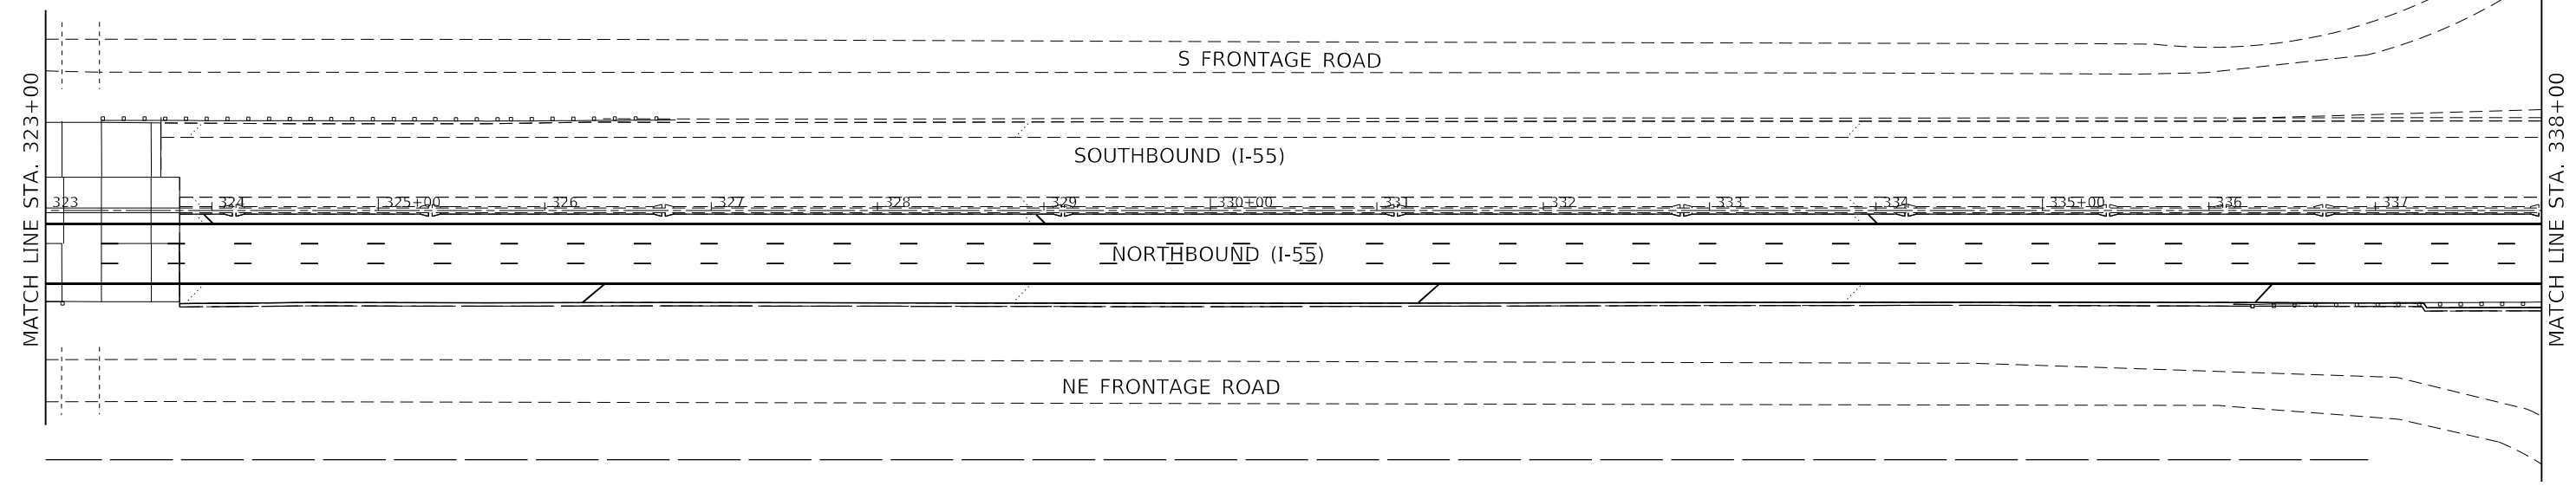 S FRONTAGE ROAD
MATCH LINE STA. 323+00
MATCH LINE STA. 338+00
SOUTHBOUND (I-55)
323 324 325+00 326 327 328 329 330+00 331 332 333 334 335+00 336 337
NORTHBOUND (I-55)
NE FRONTAGE ROAD